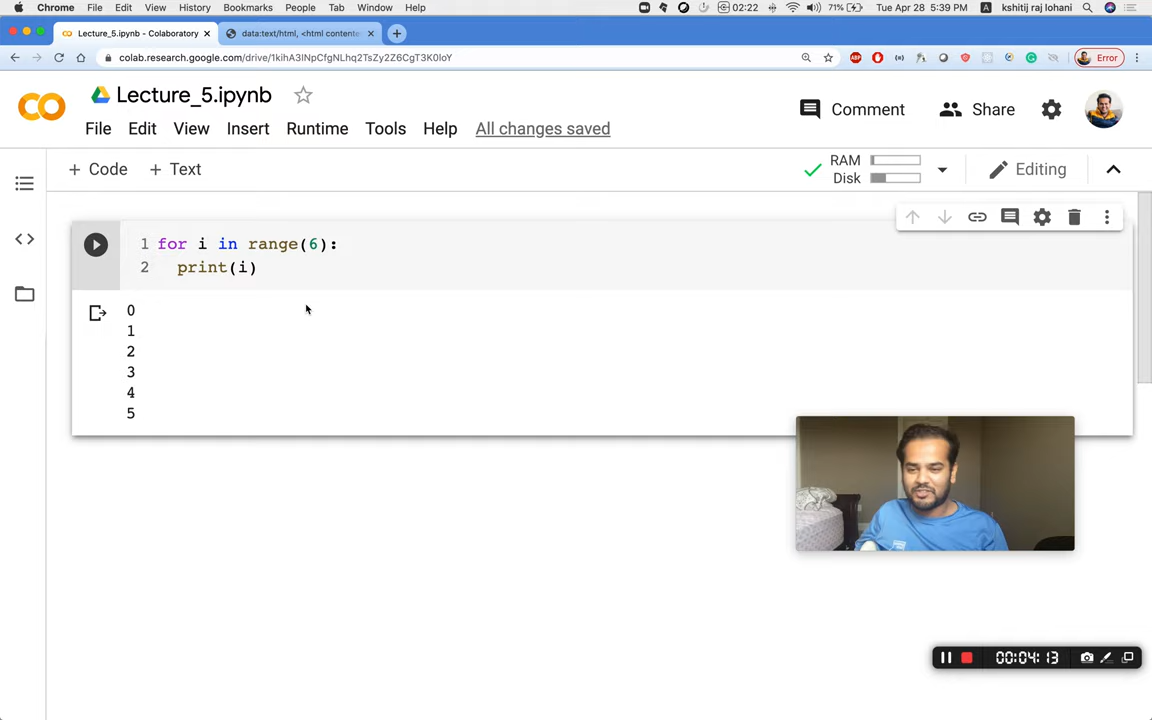 Chrome File Edit View History Bookmarks People Tab Window Help 02:22 71% Tue Apr 28 5:39 PM A kshitij raj lohani
Lecture_5.ipynb - Colaboratory data:text/html, <html contente
colab.research.google.com/drive/1kihA3lNpCfgNLhq2TsZy2Z6CgT3K0loY ABP Error
CO Lecture_5.ipynb Comment Share
File Edit View Insert Runtime Tools Help All changes saved
+ Code + Text RAM Editing
Disk
1 for i in range(6):
2 print(i)
0
1
2
3
4
5
00:04:13